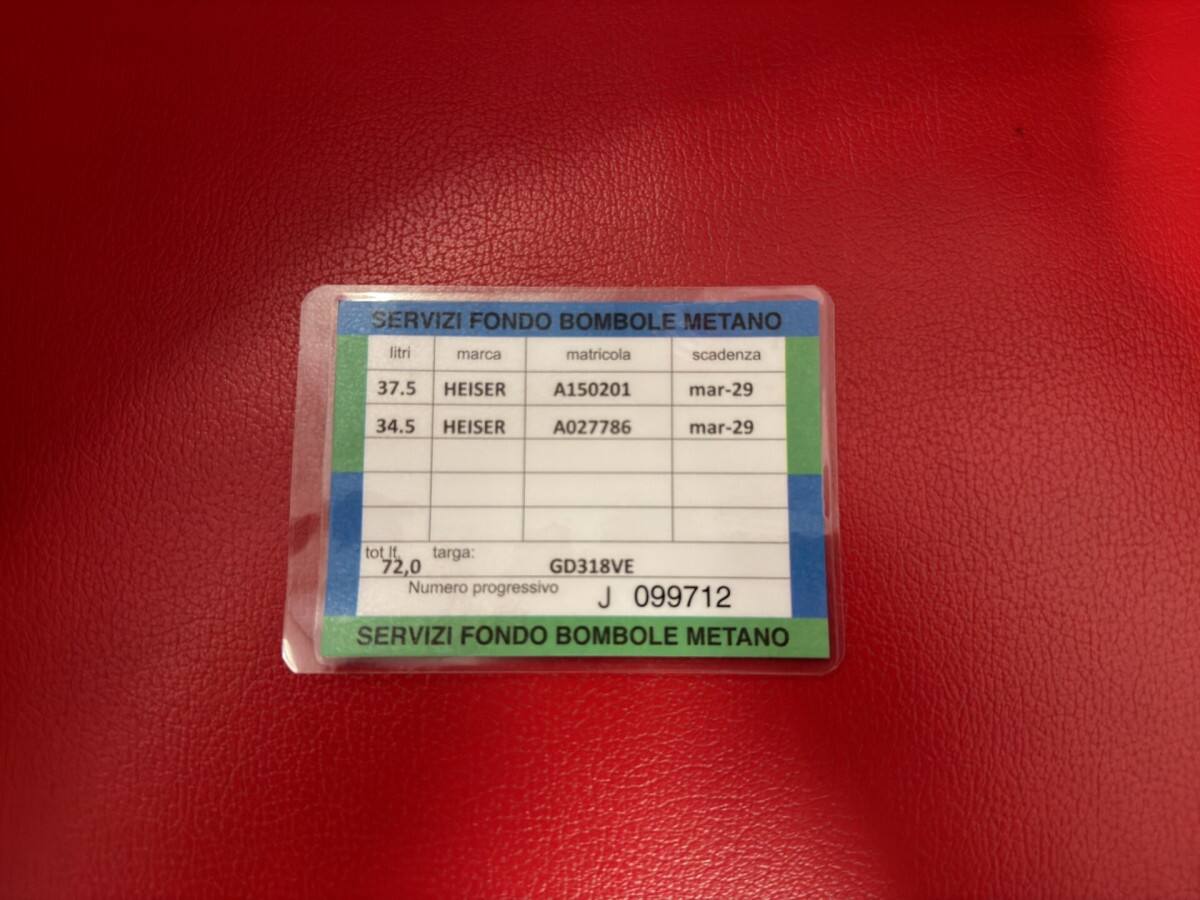 SERVIZI FONDO BOMBOLE METANO
litri marca matricola scadenza
37.5 HEISER A150201 mar-29
34.5 HEISER A027786 mar-29
tot lt. targa:
72,0 GD318VE
Numero progressivo J 099712
SERVIZI FONDO BOMBOLE METANO